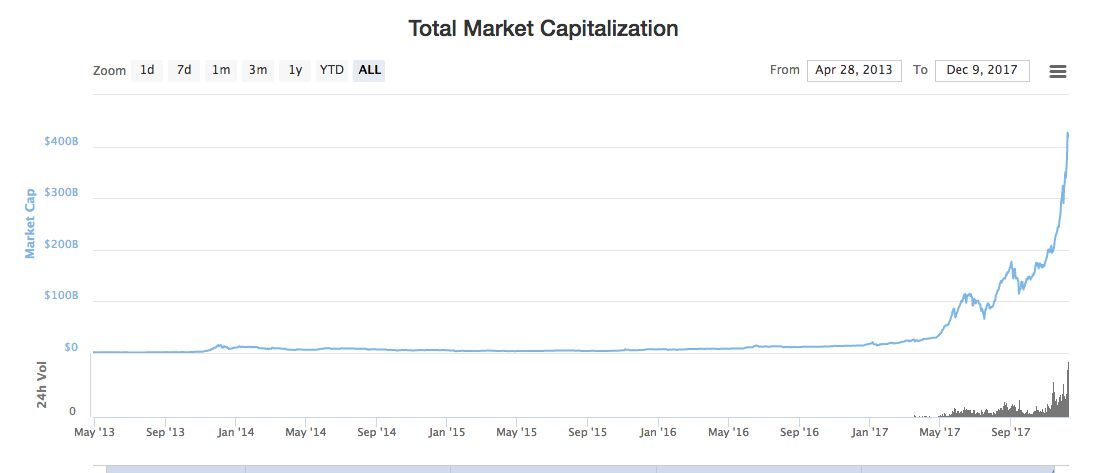 Total Market Capitalization
Zoom 1d 7d 1m 3m 1y YTD ALL From Apr 28, 2013 To Dec 9, 2017
$400B
$300B
$200B
$100B
$0
Market Cap
24h Vol
0
May '13 Sep '13 Jan '14 May '14 Sep '14 Jan '15 May '15 Sep '15 Jan '16 May '16 Sep '16 Jan '17 May '17 Sep '17